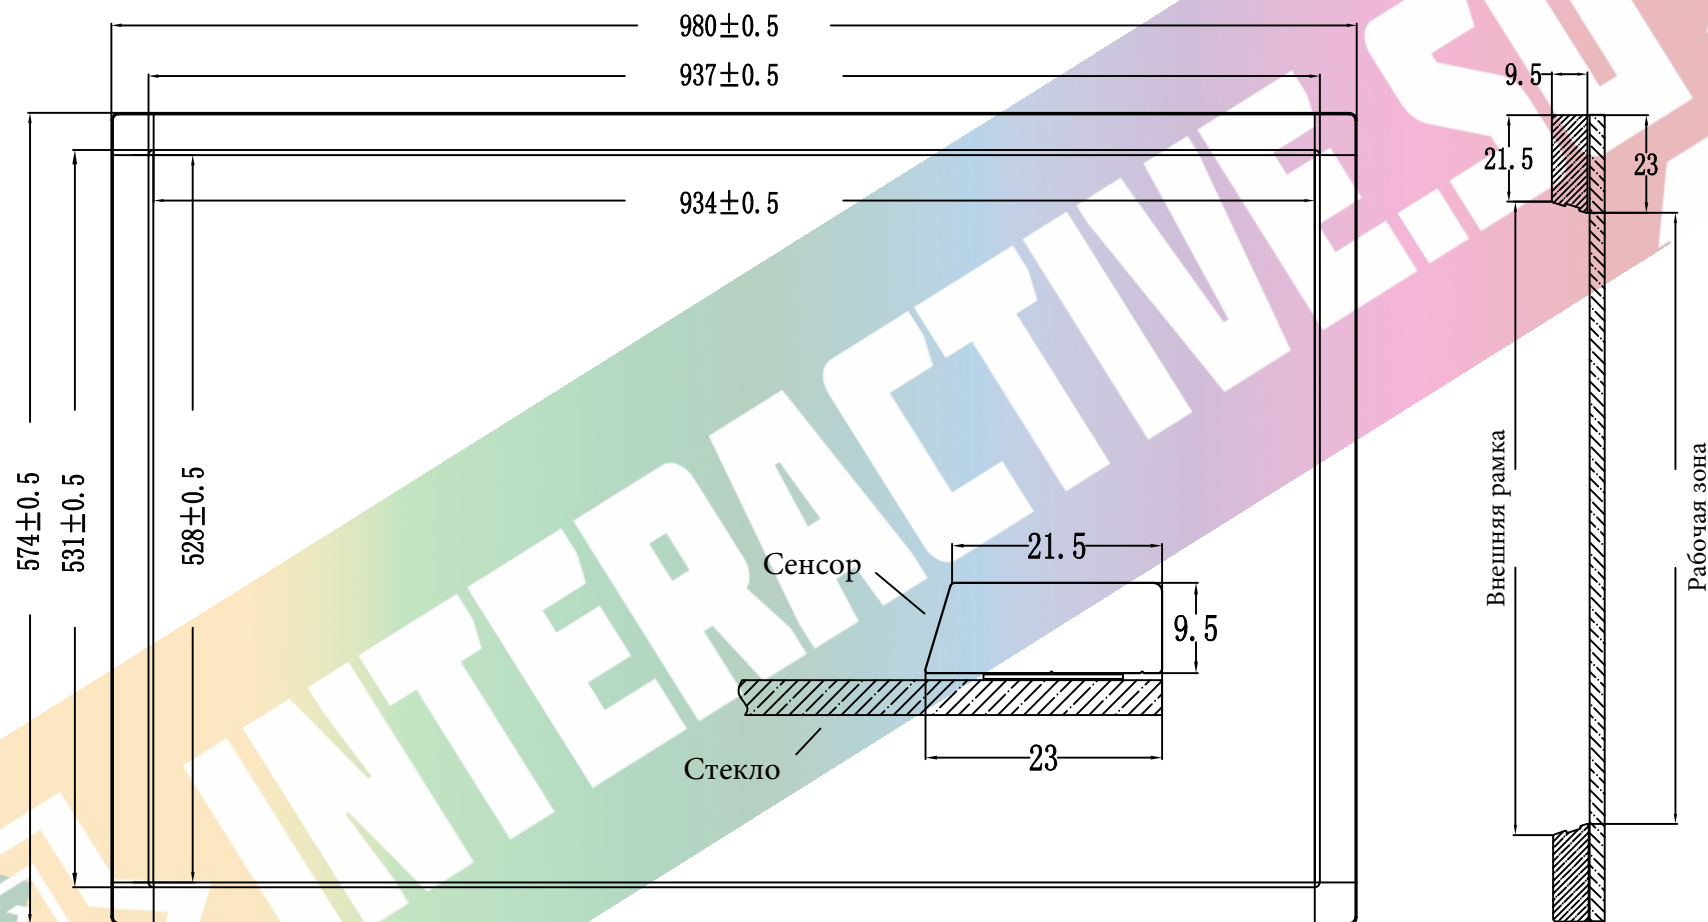 980±0.5
937±0.5
9.5
21.5
23
934±0.5
574±0.5
531±0.5
528±0.5
Внешняя рамка
Рабочая зона
Сенсор
21.5
9.5
Стекло
23
INTERACTIVE.SU